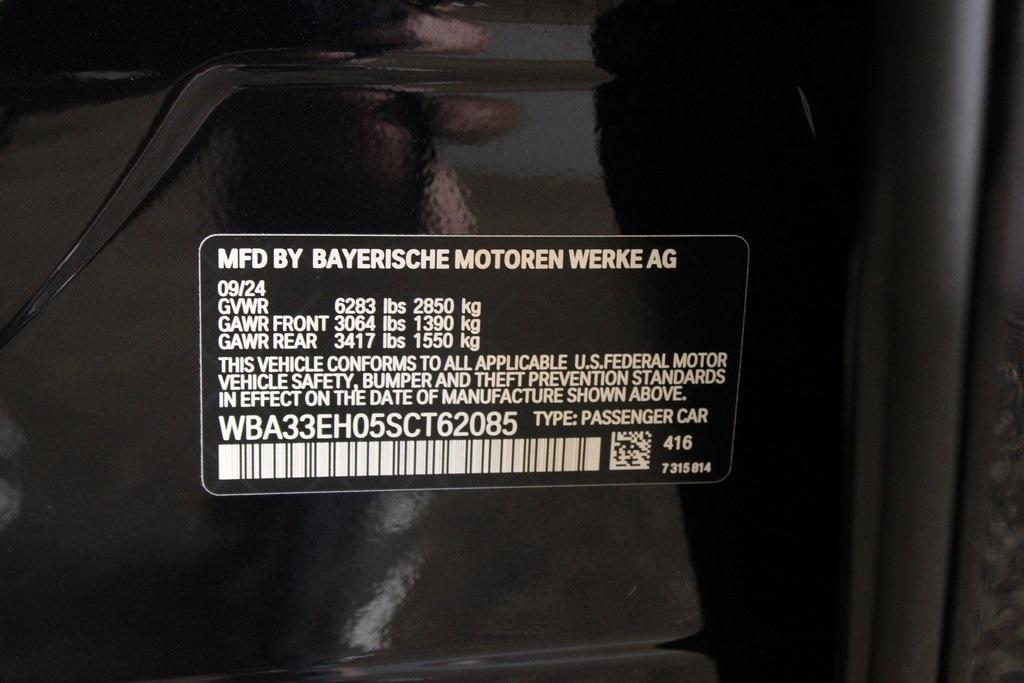 MFD BY BAYERISCHE MOTOREN WERKE AG
09/24
GVWR 6283 lbs 2850 kg
GAWR FRONT 3064 lbs 1390 kg
GAWR REAR 3417 lbs 1550 kg
THIS VEHICLE CONFORMS TO ALL APPLICABLE U.S.FEDERAL MOTOR
VEHICLE SAFETY, BUMPER AND THEFT PREVENTION STANDARDS
IN EFFECT ON THE DATE OF MANUFACTURE SHOWN ABOVE.
WBA33EH05SCT62085 TYPE: PASSENGER CAR
416
7 315 814